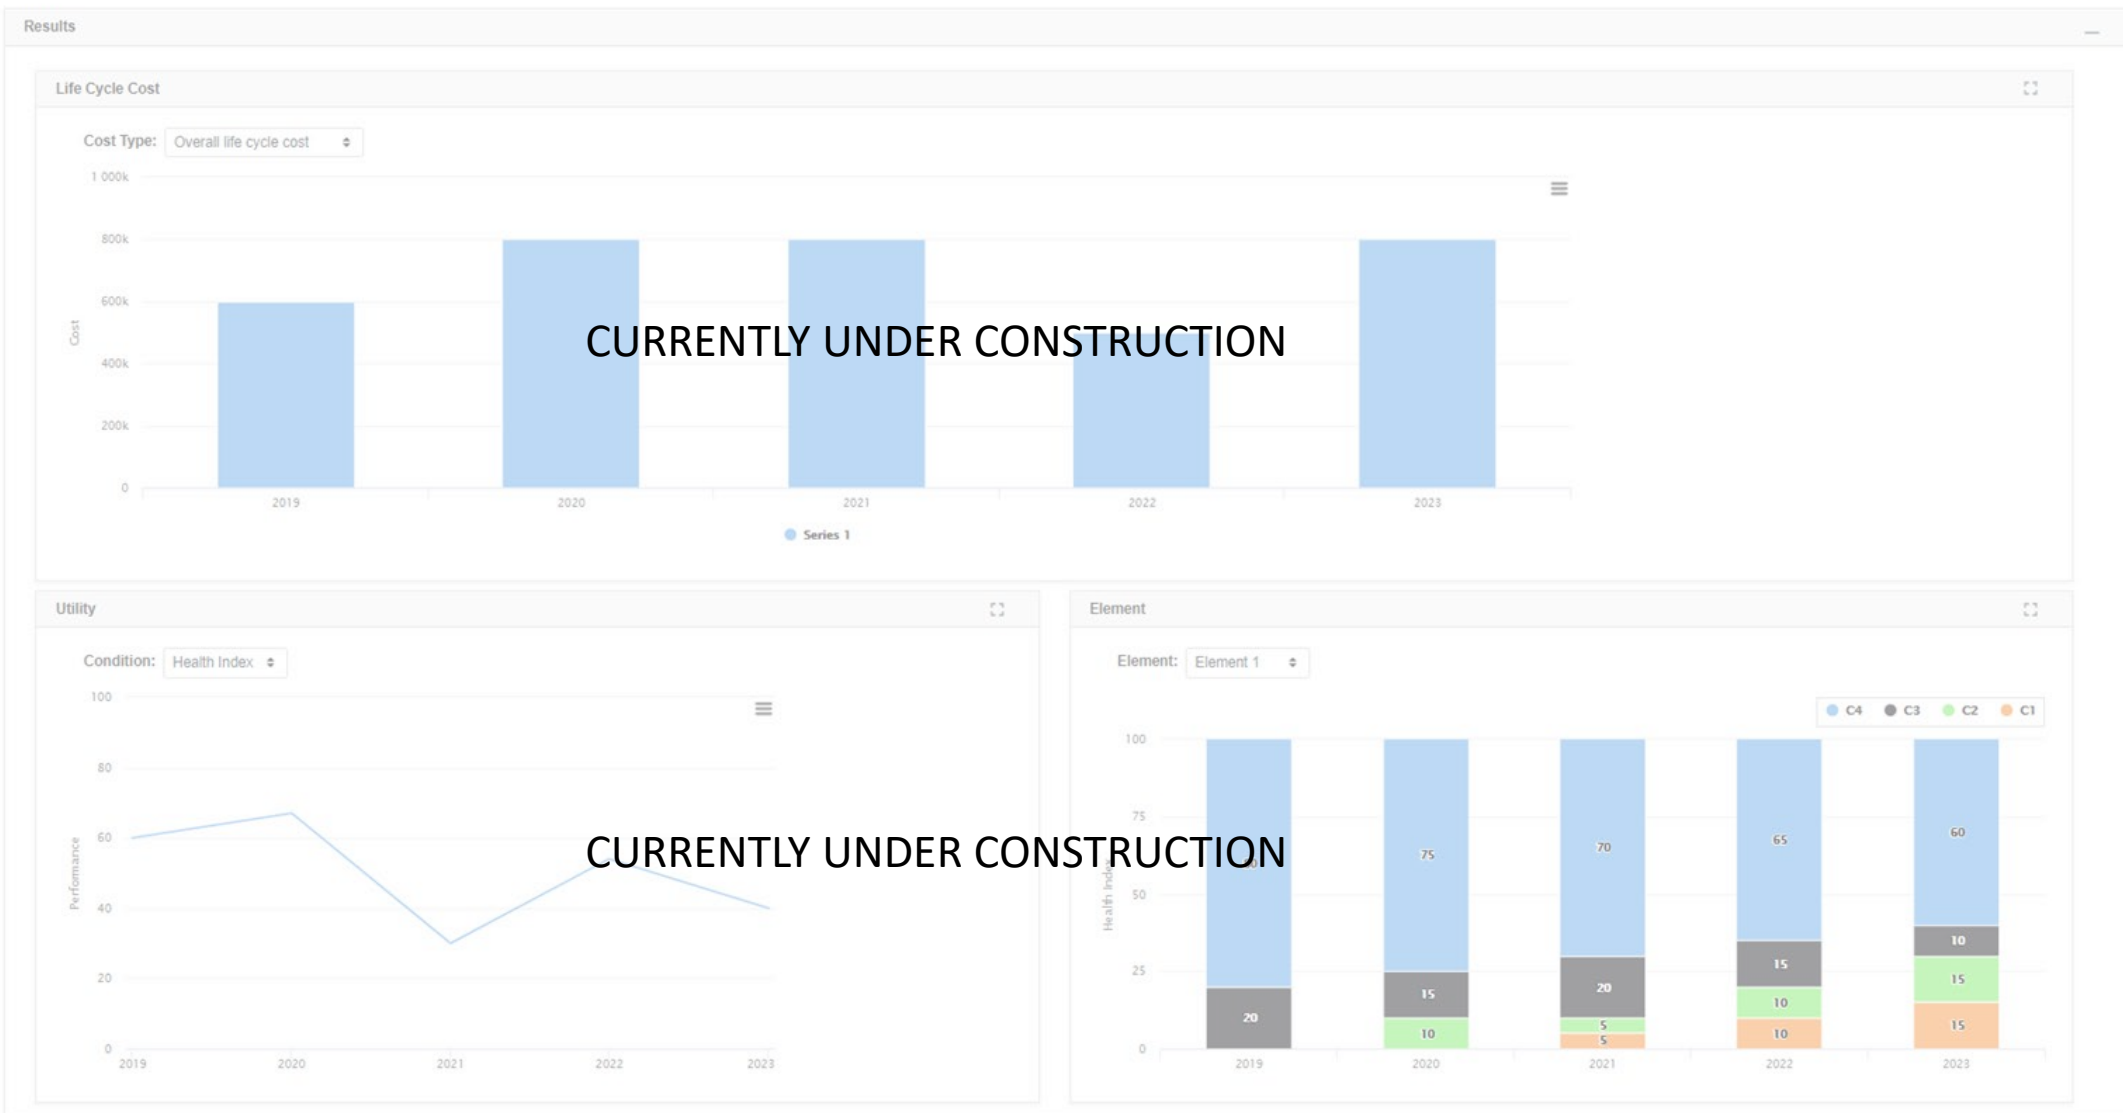 Results
Life Cycle Cost
Cost Type: Overall life cycle cost
1 000k
800k
600k
400k
200k
0
Cost
CURRENTLY UNDER CONSTRUCTION
2019 2020 2021 2022 2023
Series 1
Utility
Condition: Health Index
100
80
60
40
20
0
Performance
2019 2020 2021 2022 2023
CURRENTLY UNDER CONSTRUCTION
Element
Element: Element 1
C4 C3 C2 C1
100
75
50
25
0
Health Index
75 70 65 60
20 15 20 15 10
10 5 10 15
5 10 15
2019 2020 2021 2022 2023